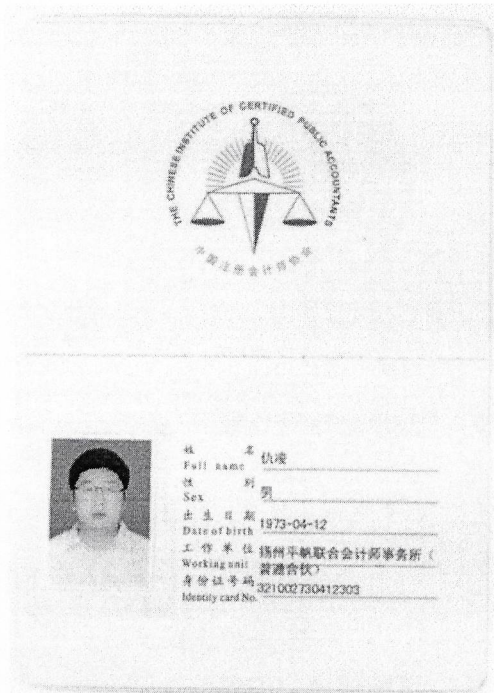 THE CHINESE INSTITUTE OF CERTIFIED PUBLIC ACCOUNTANTS
中国注册会计师协会
姓 名 仇凌
Full name
性 别 男
Sex
出生日期 1973-04-12
Date of birth
工作单位 扬州平帆联合会计师事务所（
Working unit 普通合伙）
身份证号码 321002730412303
Identity card No.